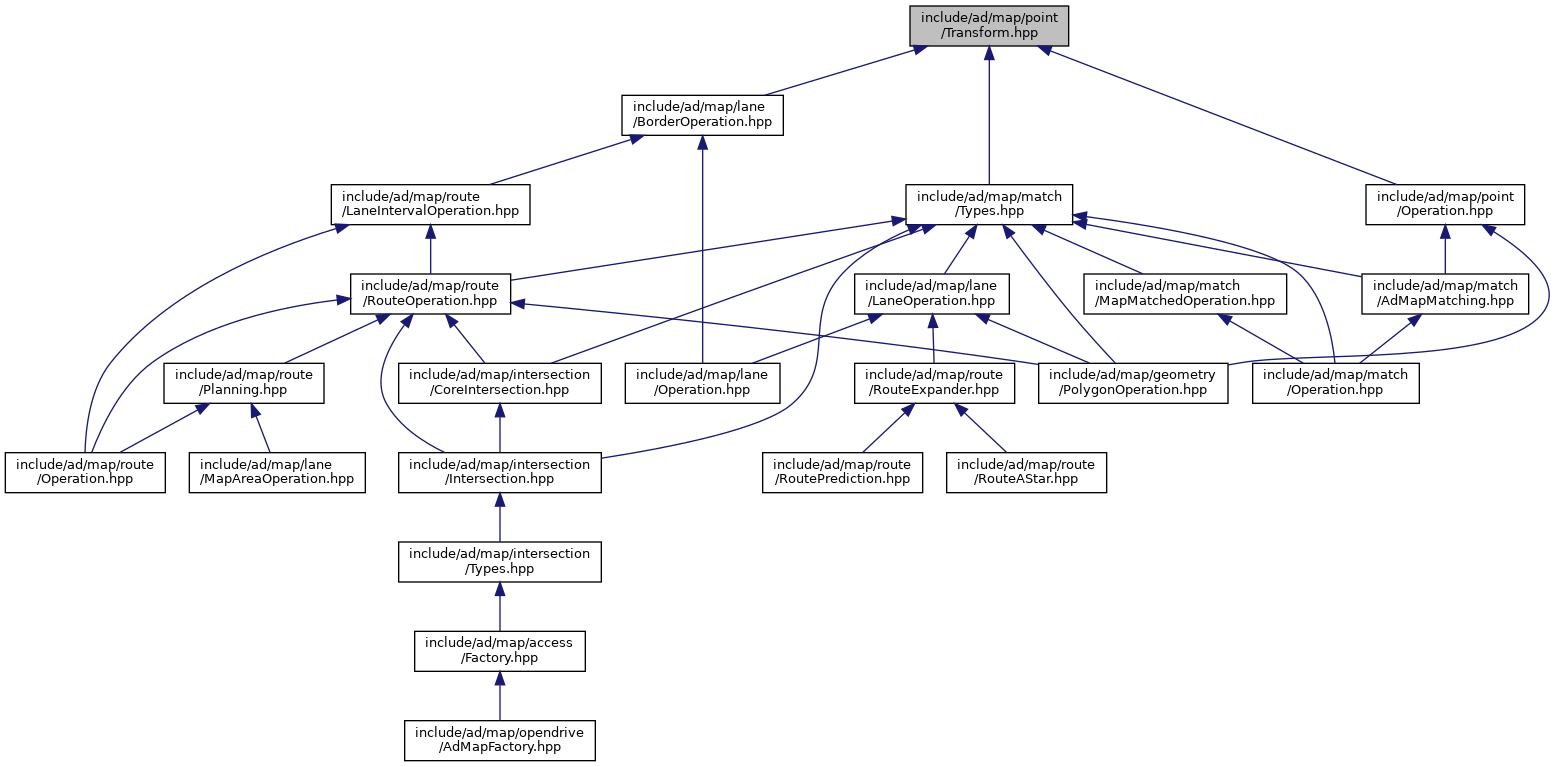 include/ad/map/point
/Transform.hpp
include/ad/map/lane
/BorderOperation.hpp
include/ad/map/route
/LaneIntervalOperation.hpp
include/ad/map/match
/Types.hpp
include/ad/map/point
/Operation.hpp
include/ad/map/route
/RouteOperation.hpp
include/ad/map/lane
/LaneOperation.hpp
include/ad/map/match
/MapMatchedOperation.hpp
include/ad/map/match
/AdMapMatching.hpp
include/ad/map/route
/Planning.hpp
include/ad/map/intersection
/CoreIntersection.hpp
include/ad/map/lane
/Operation.hpp
include/ad/map/route
/RouteExpander.hpp
include/ad/map/geometry
/PolygonOperation.hpp
include/ad/map/match
/Operation.hpp
include/ad/map/route
/Operation.hpp
include/ad/map/lane
/MapAreaOperation.hpp
include/ad/map/intersection
/Intersection.hpp
include/ad/map/route
/RoutePrediction.hpp
include/ad/map/route
/RouteAStar.hpp
include/ad/map/intersection
/Types.hpp
include/ad/map/access
/Factory.hpp
include/ad/map/opendrive
/AdMapFactory.hpp